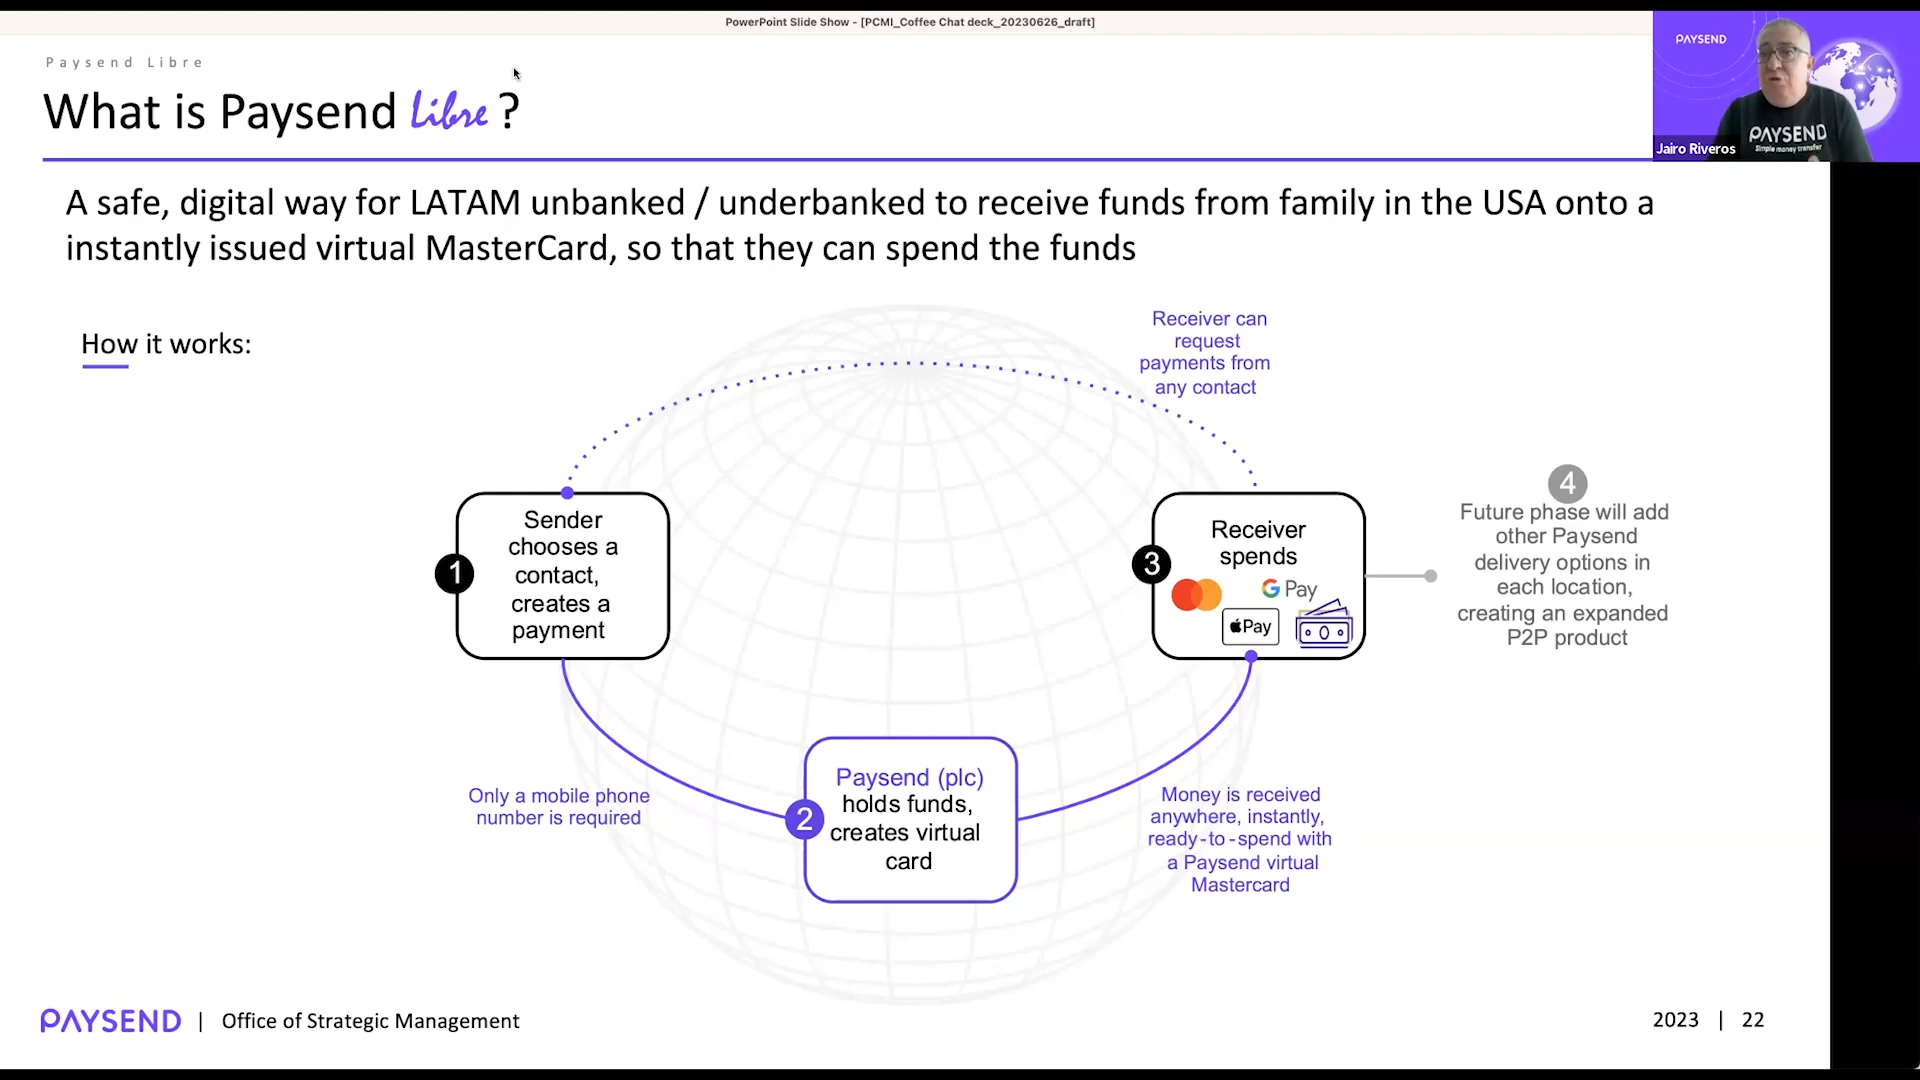 PowerPoint Slide Show - [PCMI_Coffee Chat deck_20230626_draft]
Paysend Libre
What is Paysend Libre ?
PAYSEND
PAYSEND
Simple money transfer
Jairo Riveros
A safe, digital way for LATAM unbanked / underbanked to receive funds from family in the USA onto a
instantly issued virtual MasterCard, so that they can spend the funds
How it works:
Receiver can
request
payments from
any contact
1
Sender
chooses a
contact,
creates a
payment
3
Receiver
spends
G Pay
Pay
4
Future phase will add
other Paysend
delivery options in
each location,
creating an expanded
P2P product
Only a mobile phone
number is required
2
Paysend (plc)
holds funds,
creates virtual
card
Money is received
anywhere, instantly,
ready-to-spend with
a Paysend virtual
Mastercard
PAYSEND | Office of Strategic Management
2023 | 22